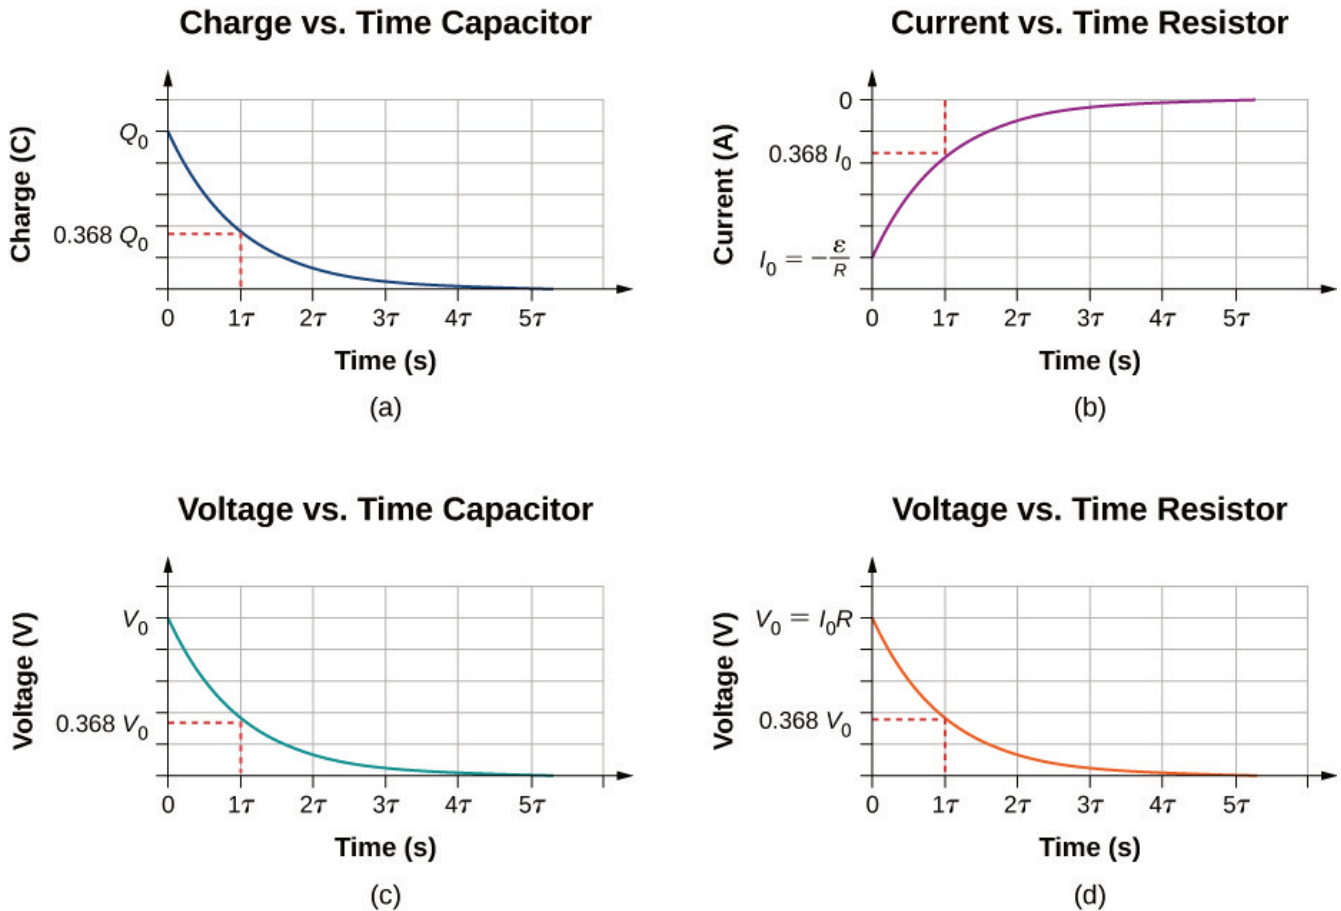 Charge vs. Time Capacitor
Charge (C)
Q₀
0.368 Q₀
0 1τ 2τ 3τ 4τ 5τ
Time (s)
(a)
Current vs. Time Resistor
Current (A)
0
0.368 I₀
I₀ = −ε/R
0 1τ 2τ 3τ 4τ 5τ
Time (s)
(b)
Voltage vs. Time Capacitor
Voltage (V)
V₀
0.368 V₀
0 1τ 2τ 3τ 4τ 5τ
Time (s)
(c)
Voltage vs. Time Resistor
Voltage (V)
V₀ = I₀R
0.368 V₀
0 1τ 2τ 3τ 4τ 5τ
Time (s)
(d)